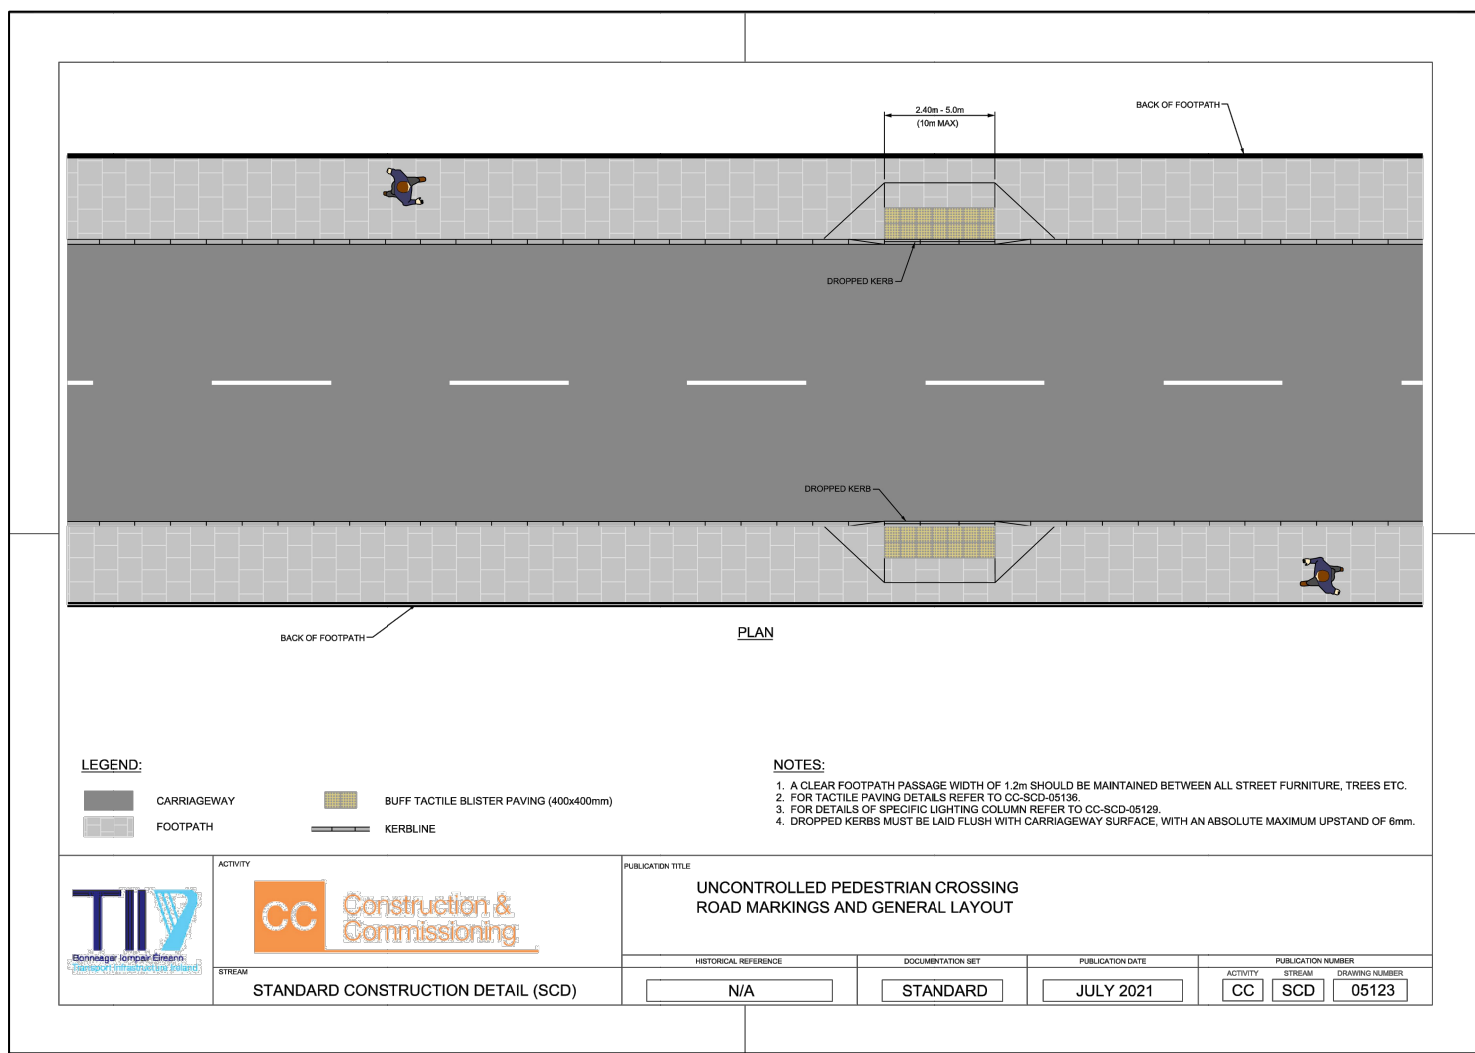 2.40m - 5.0m
(10m MAX)
BACK OF FOOTPATH
DROPPED KERB
DROPPED KERB
BACK OF FOOTPATH
PLAN
LEGEND:
CARRIAGEWAY
FOOTPATH
BUFF TACTILE BLISTER PAVING (400x400mm)
KERBLINE
NOTES:
1. A CLEAR FOOTPATH PASSAGE WIDTH OF 1.2m SHOULD BE MAINTAINED BETWEEN ALL STREET FURNITURE, TREES ETC.
2. FOR TACTILE PAVING DETAILS REFER TO CC-SCD-05136.
3. FOR DETAILS OF SPECIFIC LIGHTING COLUMN REFER TO CC-SCD-05129.
4. DROPPED KERBS MUST BE LAID FLUSH WITH CARRIAGEWAY SURFACE, WITH AN ABSOLUTE MAXIMUM UPSTAND OF 6mm.
TII
Bonneagar Iompair Éireann
Transport Infrastructure Ireland
ACTIVITY
CC
Construction &
Commissioning
STREAM
STANDARD CONSTRUCTION DETAIL (SCD)
PUBLICATION TITLE
UNCONTROLLED PEDESTRIAN CROSSING
ROAD MARKINGS AND GENERAL LAYOUT
HISTORICAL REFERENCE
N/A
DOCUMENTATION SET
STANDARD
PUBLICATION DATE
JULY 2021
PUBLICATION NUMBER
ACTIVITY STREAM DRAWING NUMBER
CC SCD 05123